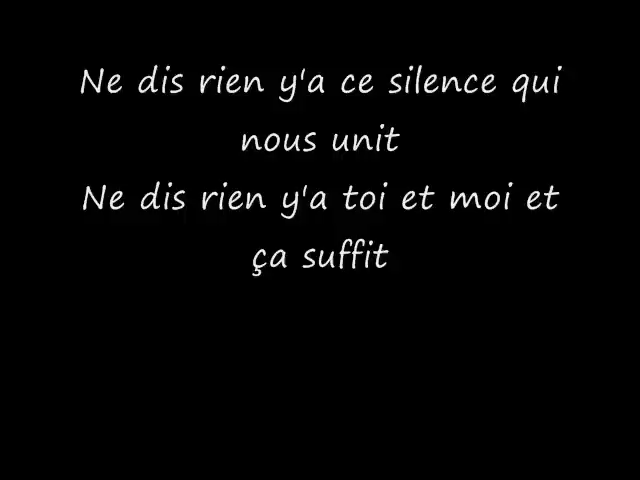 Ne dis rien y'a ce silence qui
nous unit
Ne dis rien y'a toi et moi et
ça suffit